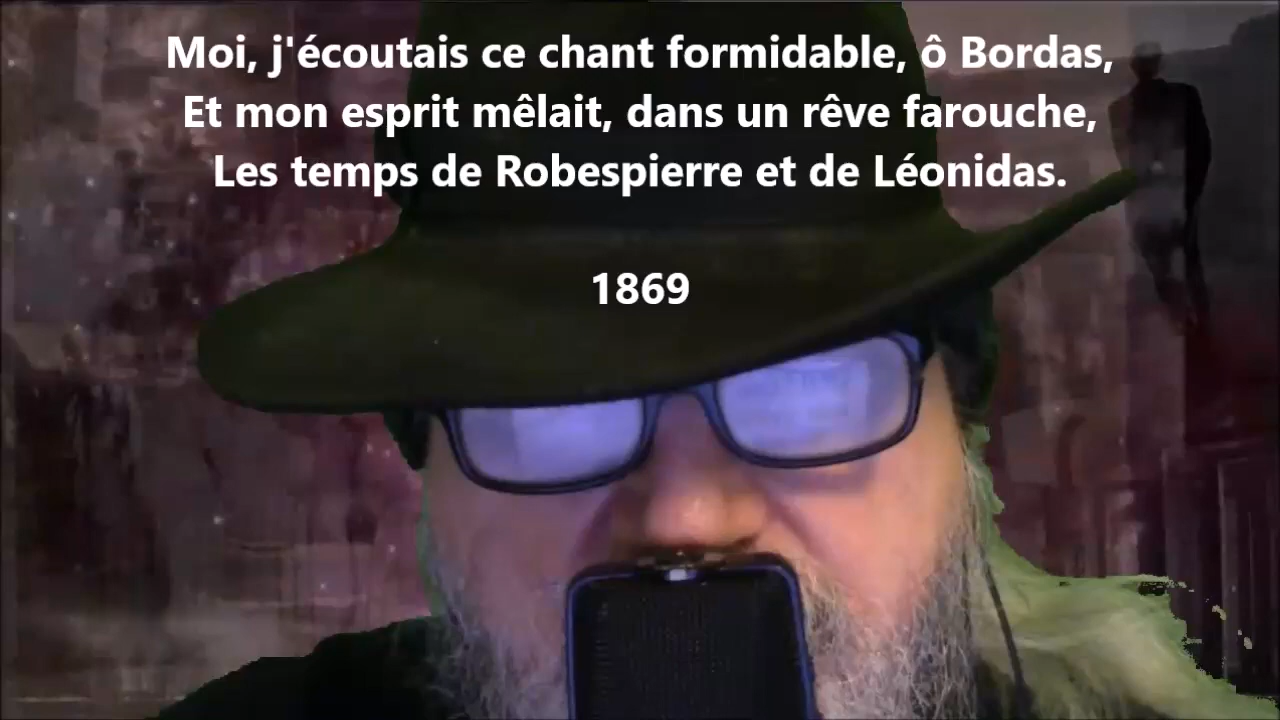 Moi, j'écoutais ce chant formidable, ô Bordas,
Et mon esprit mêlait, dans un rêve farouche,
Les temps de Robespierre et de Léonidas.
1869